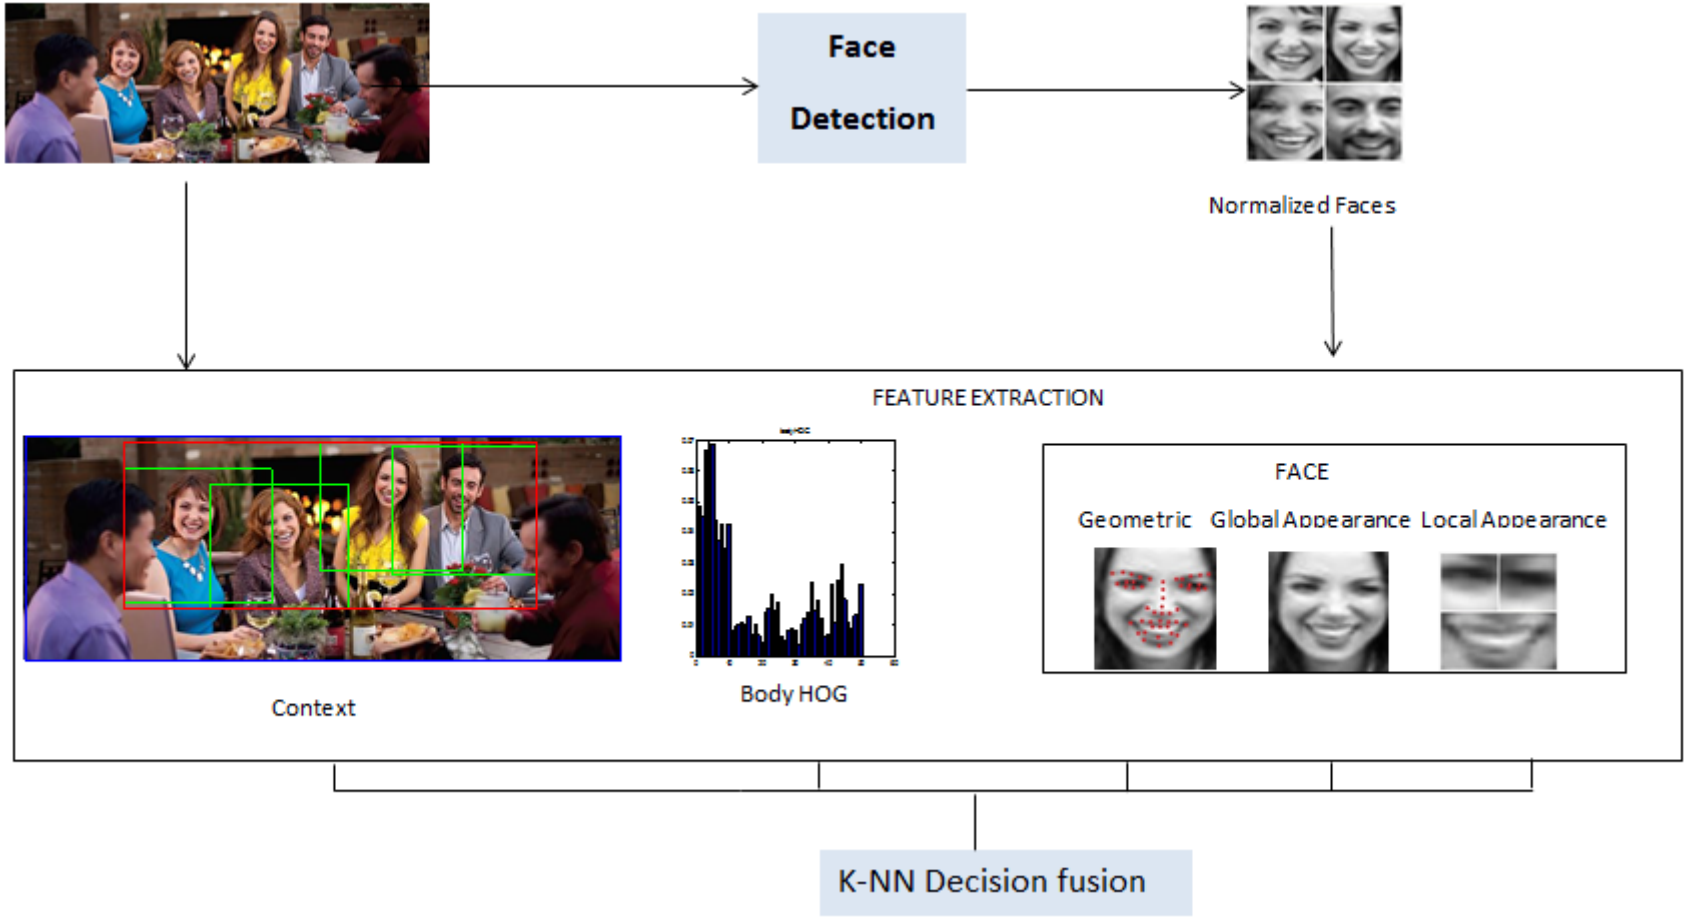 Face
Detection
Normalized Faces
FEATURE EXTRACTION
FACE
Geometric Global Appearance Local Appearance
Body HOG
Context
K-NN Decision fusion